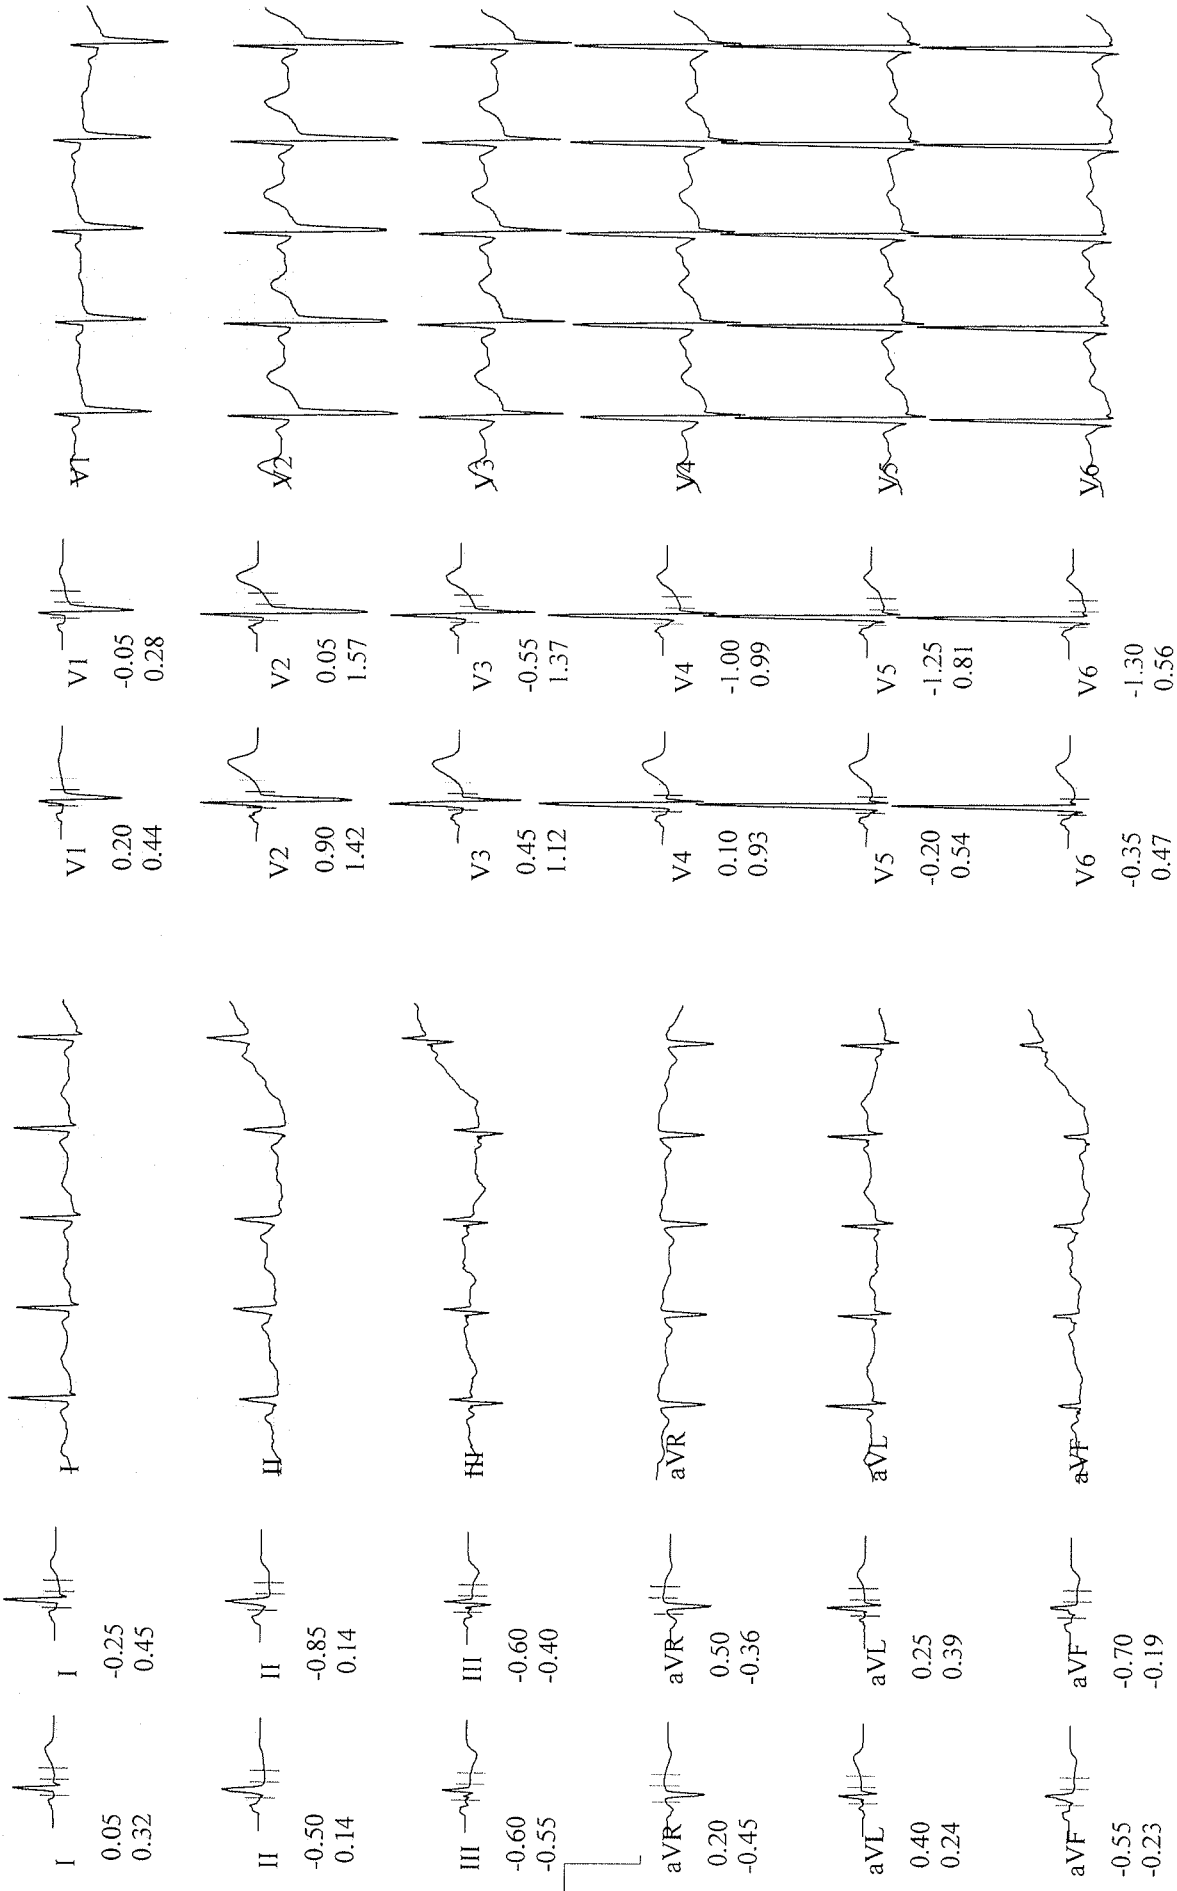 I
0.05
0.32
I
-0.25
0.45
I
V1
0.20
0.44
V1
-0.05
0.28
V1
II
-0.50
0.14
II
-0.85
0.14
II
V2
0.90
1.42
V2
0.05
1.57
V2
III
-0.60
-0.55
III
-0.60
-0.40
III
V3
0.45
1.12
V3
-0.55
1.37
V3
aVR
0.20
-0.45
aVR
0.50
-0.36
aVR
V4
0.10
0.93
V4
-1.00
0.99
V4
aVL
0.40
0.24
aVL
0.25
0.39
aVL
V5
-0.20
0.54
V5
-1.25
0.81
V5
aVF
-0.55
-0.23
aVF
-0.70
-0.19
aVF
V6
-0.35
0.47
V6
-1.30
0.56
V6